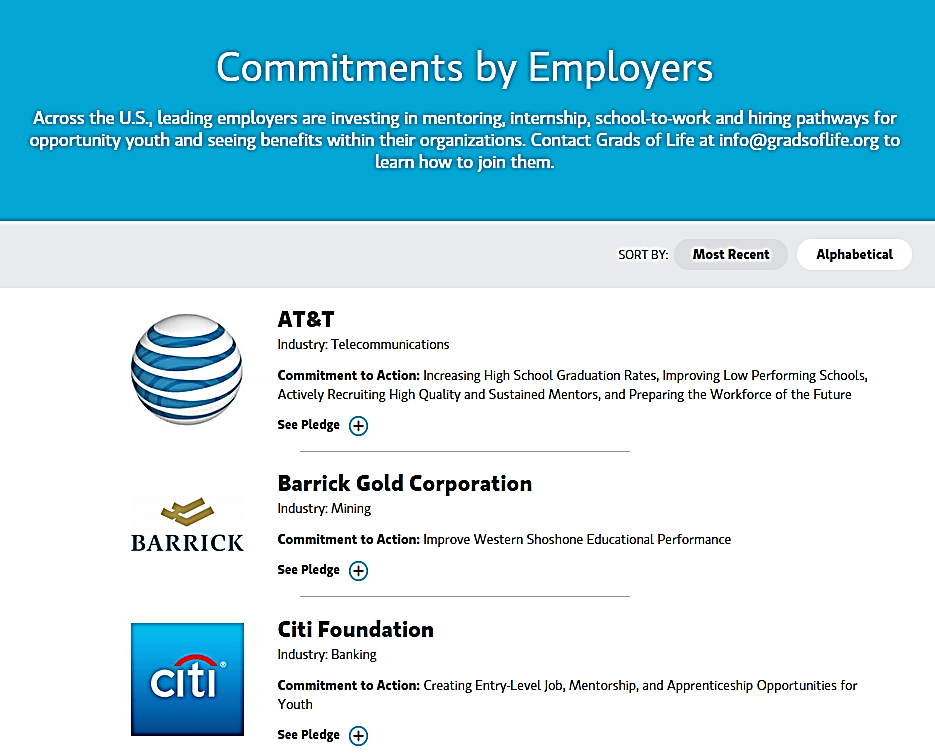 Commitments by Employers
Across the U.S., leading employers are investing in mentoring, internship, school-to-work and hiring pathways for
opportunity youth and seeing benefits within their organizations. Contact Grads of Life at info@gradsoflife.org to
learn how to join them.
SORT BY: Most Recent Alphabetical
AT&T
Industry: Telecommunications
Commitment to Action: Increasing High School Graduation Rates, Improving Low Performing Schools,
Actively Recruiting High Quality and Sustained Mentors, and Preparing the Workforce of the Future
See Pledge
BARRICK
Barrick Gold Corporation
Industry: Mining
Commitment to Action: Improve Western Shoshone Educational Performance
See Pledge
citi®
Citi Foundation
Industry: Banking
Commitment to Action: Creating Entry-Level Job, Mentorship, and Apprenticeship Opportunities for
Youth
See Pledge